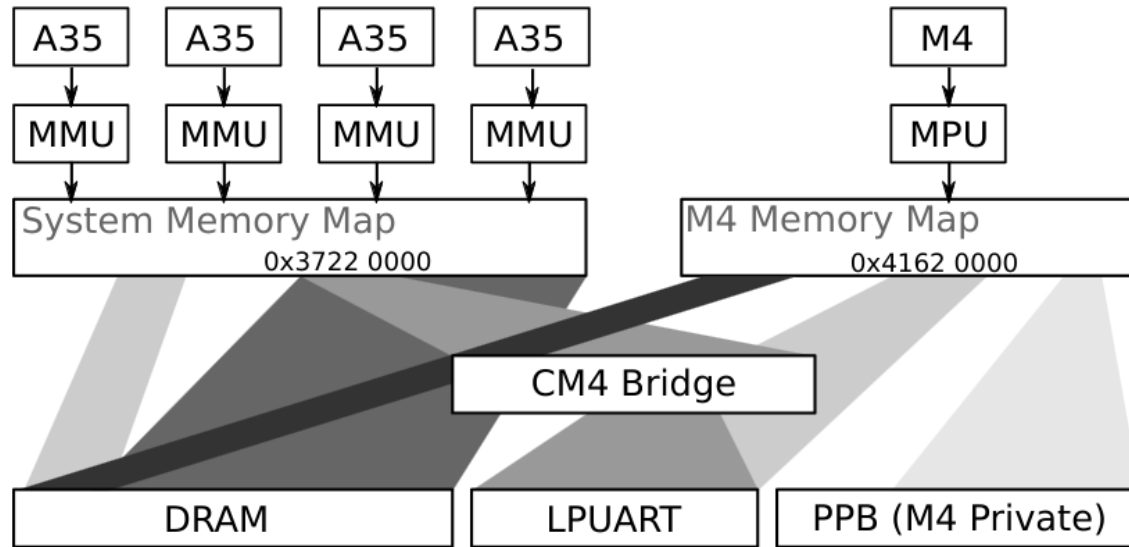 A35 A35 A35 A35 M4
MMU MMU MMU MMU MPU
System Memory Map M4 Memory Map
0x3722 0000 0x4162 0000
CM4 Bridge
DRAM LPUART PPB (M4 Private)